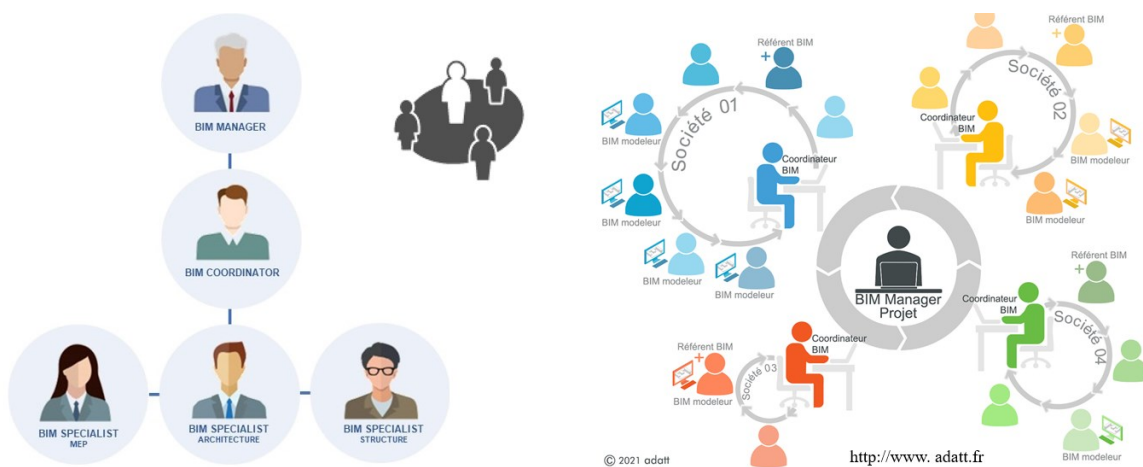 BIM MANAGER
BIM COORDINATOR
BIM SPECIALIST
MEP
BIM SPECIALIST
ARCHITECTURE
BIM SPECIALIST
STRUCTURE
Référent BIM
Société 01
BIM modeleur
Coordinateur
BIM
BIM modeleur
BIM modeleur
BIM modeleur
Référent BIM
Société 02
Coordinateur
BIM
BIM modeleur
BIM modeleur
BIM Manager
Projet
Référent BIM
Coordinateur
BIM
Société 03
BIM modeleur
Référent BIM
Coordinateur
BIM
Société 04
BIM modeleur
© 2021 adatt
http://www. adatt.fr